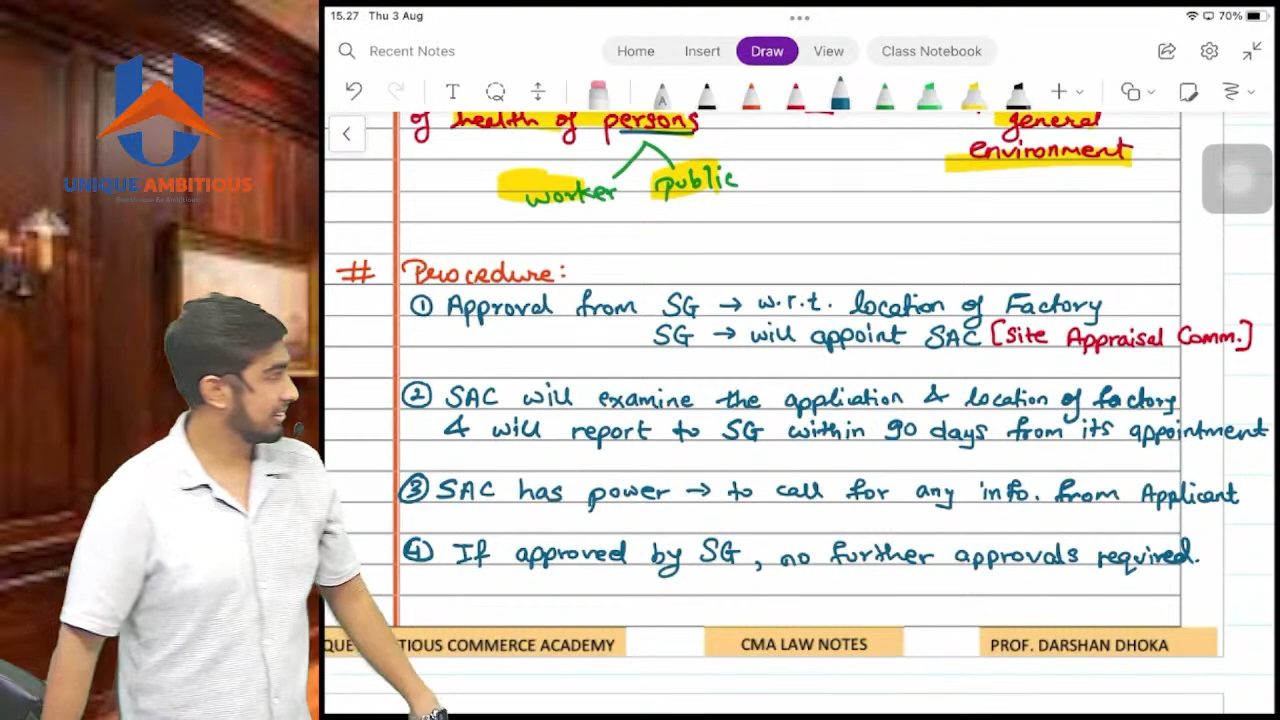 15.27 Thu 3 Aug
70%
Recent Notes
Home Insert Draw View Class Notebook
UNIQUE AMBITIOUS
of health of persons
general
environment
worker public
# Procedure:
① Approval from SG → w.r.t. location of Factory
SG → will appoint SAC [Site Appraisal Comm.]
② SAC will examine the application & location of factory
& will report to SG within 90 days from its appointment
③ SAC has power → to call for any info. from Applicant
④ If approved by SG, no further approvals required.
QUE TIOUS COMMERCE ACADEMY
CMA LAW NOTES
PROF. DARSHAN DHOKA